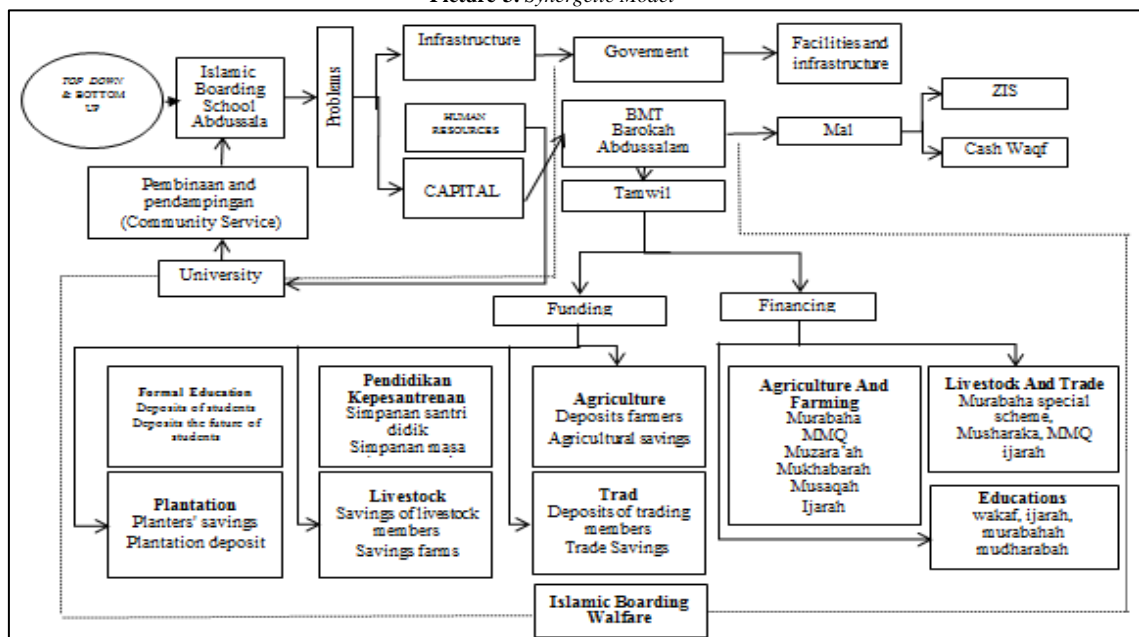 Picture 3. Synergetic Model
TOP DOWN
& BOTTOM
UP
Islamic
Boarding
School
Abdussala
Problems
Infrastructure
Goverment
Facilities and
infrastructure
HUMAN
RESOURCES
CAPITAL
BMT
Barokah
Abdussalam
Mal
ZIS
Cash Waqf
Tamwil
Pembinaan and
pendampingan
(Community Service)
University
Funding
Financing
Formal Education
Deposits of students
Deposits the future of
students
Pendidikan
Kepesantrenan
Simpanan santri
didik
Simpanan masa
Agriculture
Deposits farmers
Agricultural savings
Agriculture And
Farming
Murabaha
MMQ
Muzara'ah
Mukhabarah
Musaqah
Ijarah
Livestock And Trade
Murabaha special
scheme,
Musharaka, MMQ
ijarah
Plantation
Planters' savings
Plantation deposit
Livestock
Savings of livestock
members
Savings farms
Trad
Deposits of trading
members
Trade Savings
Educations
wakaf, ijarah,
murabahah
mudharabah
Islamic Boarding
Walfare